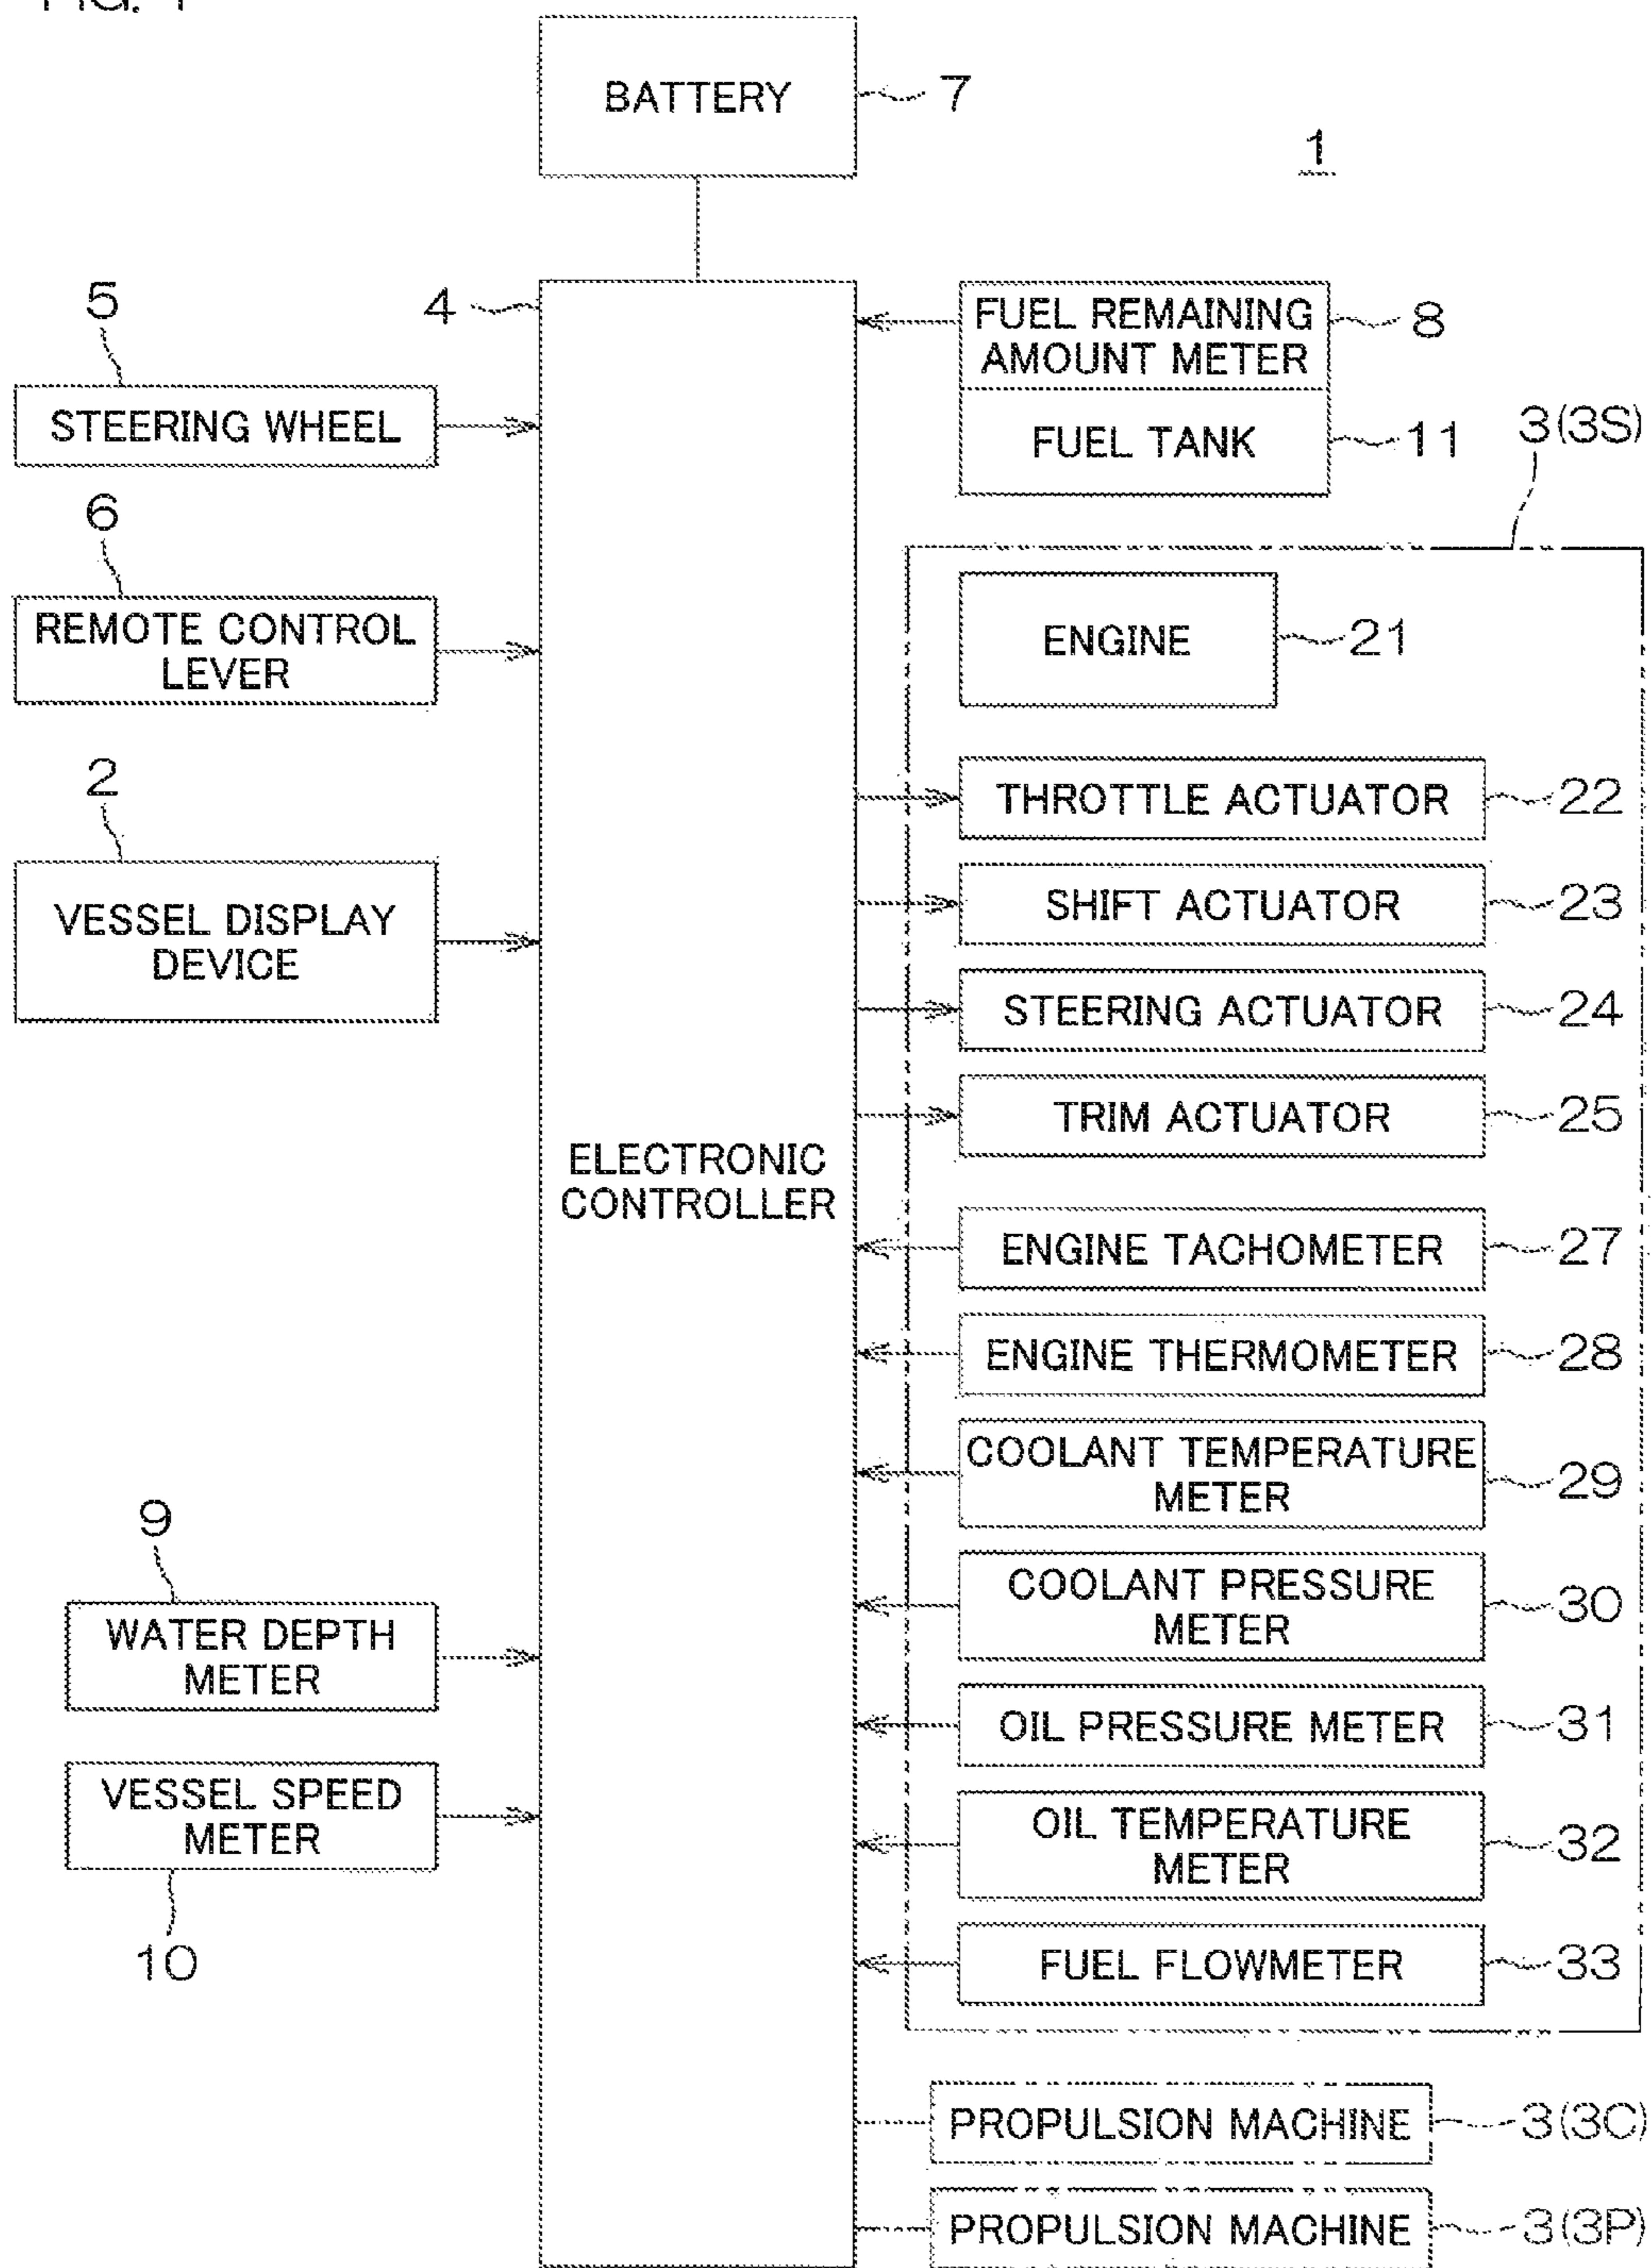 FIG. 1
BATTERY
7
1
5
4
FUEL REMAINING
AMOUNT METER
8
STEERING WHEEL
FUEL TANK
11
3(3S)
6
REMOTE CONTROL
LEVER
ENGINE
21
2
THROTTLE ACTUATOR
22
VESSEL DISPLAY
DEVICE
SHIFT ACTUATOR
23
STEERING ACTUATOR
24
TRIM ACTUATOR
25
ELECTRONIC
CONTROLLER
ENGINE TACHOMETER
27
ENGINE THERMOMETER
28
COOLANT TEMPERATURE
METER
29
9
COOLANT PRESSURE
METER
30
WATER DEPTH
METER
OIL PRESSURE METER
31
VESSEL SPEED
METER
10
OIL TEMPERATURE
METER
32
FUEL FLOWMETER
33
PROPULSION MACHINE
3(3C)
PROPULSION MACHINE
3(3P)